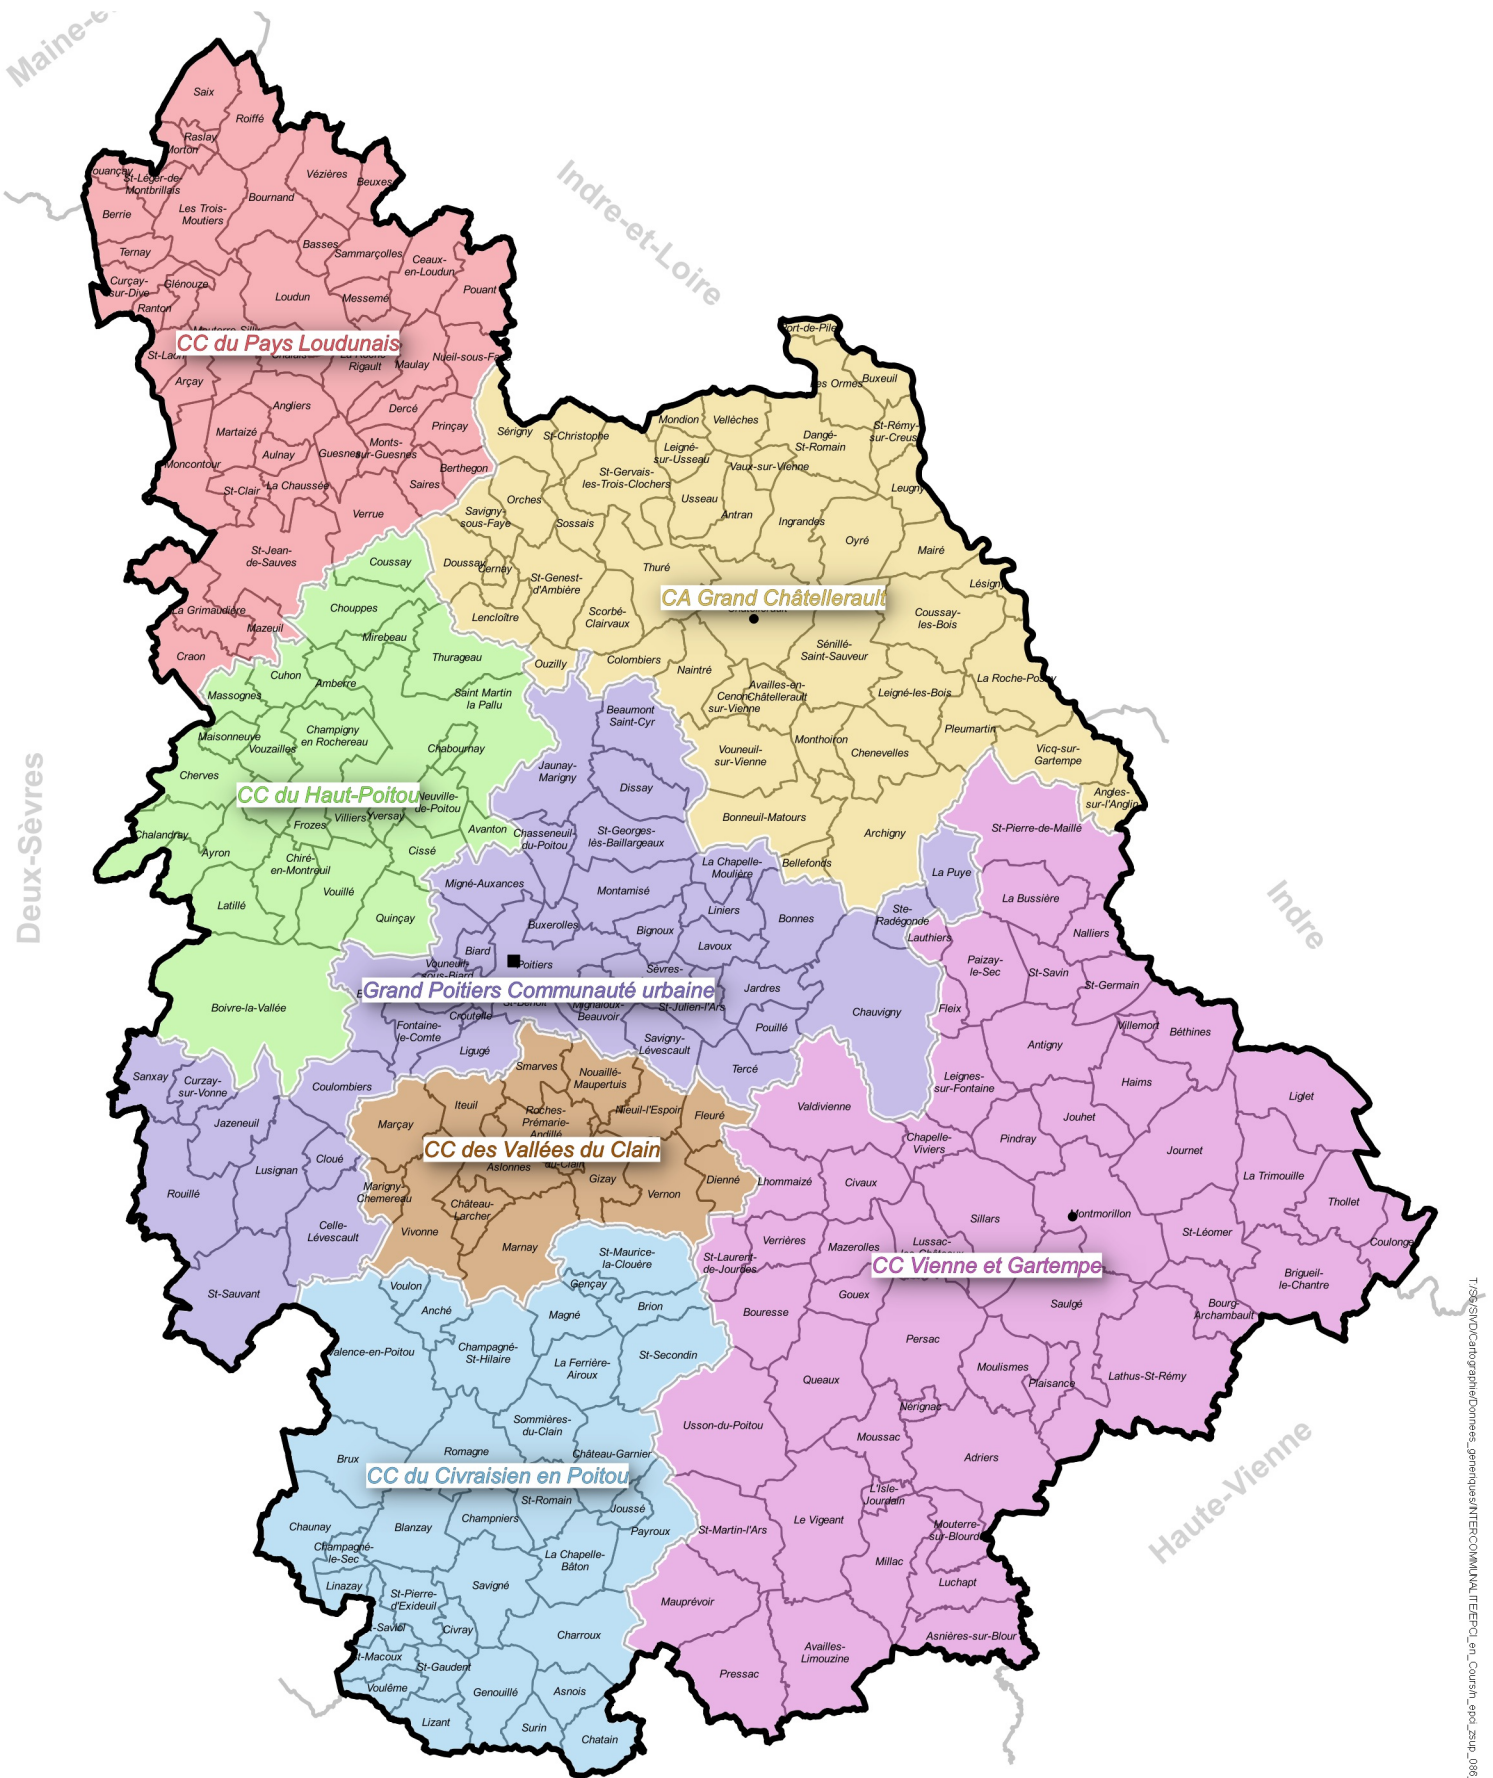 Saix
Roiffé
Raslay
Vézières
Beuxes
St-Léger-de-
Montbrillais
Bournand
Berrie
Les Trois-
Moutiers
Ternay
Basses
Sammarçolles
Ceaux-
en-Loudun
Curçay-
sur-Dive
Glénouze
Loudun
Messemé
Pouant
Ranton
CC du Pays Loudunais
Rigault
Maulay
Arçay
Angliers
Dercé
Prinçay
Martaizé
Monts-
sur-Guesnes
Aulnay
Guesnes
Moncontour
Berthegon
St-Clair
La Chaussée
Saires
Verrue
St-Jean-
de-Sauves
La Grimaudière
Mazeuil
Craon
Indre-et-Loire
Buxeuil
Mondion
Vellèches
Sérigny
St-Christophe
Dangé-
St-Romain
St-Rémy-
Leigné-
sur-Usseau
St-Gervais-
les-Trois-Clochers
Vaux-sur-Vienne
Leugny
Usseau
Orches
Savigny-
sous-Faye
Sossais
Antran
Ingrandes
Oyré
Mairé
Doussay
Cernay
Thuré
St-Genest-
d'Ambière
Lésigny
CA Grand Châtellerault
Lencloître
Scorbé-
Clairvaux
Coussay-
les-Bois
Sénillé-
Saint-Sauveur
Ouzilly
Colombiers
Naintré
La Roche-Posay
Availles-en-
Châtellerault
Cenon
sur-Vienne
Leigné-les-Bois
Pleumartin
Monthoiron
Chenevelles
Vouneuil-
sur-Vienne
Vicq-sur-
Gartempe
Angles-
Bonneuil-Matours
Archigny
Bellefonds
Coussay
Chouppes
Mirebeau
Thurageau
Cuhon
Amberre
Massognes
Saint Martin
la Pallu
Maisonneuve
Vouzailles
Champigny
en Rochereau
Chabournay
Cherves
CC du Haut-Poitou
Neuville-
de-Poitou
Villiers
Yversay
Frozes
Avanton
Chalandray
Ayron
Chiré-
en-Montreuil
Cissé
Vouillé
Latillé
Quinçay
Boivre-la-Vallée
Deux-Sèvres
Beaumont
Saint-Cyr
Jaunay-
Marigny
Dissay
Chasseneuil-
du-Poitou
St-Georges-
lès-Baillargeaux
La Chapelle-
Moulière
La Puye
Migné-Auxances
Montamisé
Liniers
Bonnes
Ste-
Radégonde
Buxerolles
Bignoux
Biard
Lavoux
Vouneuil-
sous-Biard
Poitiers
Sèvres-
Grand Poitiers Communauté urbaine
Jardres
St-Benoît
Mignaloux-
Beauvoir
St-Julien-l'Ars
Croutelle
Chauvigny
Fontaine-
le-Comte
Pouillé
Ligugé
Savigny-
Lévescault
Tercé
Sanxay
Curzay-
sur-Vonne
Coulombiers
Jazeneuil
Cloué
Lusignan
Rouillé
Celle-
Lévescault
St-Sauvant
Smarves
Nouaillé-
Maupertuis
Iteuil
Roches-
Prémarie-
Andillé
Nieuil-l'Espoir
Fleuré
Marçay
CC des Vallées du Clain
Aslonnes
Gizay
Dienné
Marigny-
Chemereau
Vernon
Château-
Larcher
Vivonne
Marnay
St-Pierre-de-Maillé
La Bussière
Nalliers
Lauthiers
Paizay-
le-Sec
St-Savin
St-Germain
Fleix
Villemort
Béthines
Antigny
Leignes-
sur-Fontaine
Haims
Liglet
Valdivienne
Jouhet
Pindray
Chapelle-
Viviers
Journet
La Trimouille
Lhommaizé
Civaux
Thollet
Sillars
Montmorillon
St-Léomer
Coulonges
Verrières
Mazerolles
Lussac-
St-Laurent-
de-Jourdes
CC Vienne et Gartempe
Brigueil-
le-Chantre
Gouex
Saulgé
Bourg-
Archambault
Bouresse
Persac
Moulismes
Queaux
Plaisance
Lathus-St-Rémy
Nérignac
Usson-du-Poitou
Moussac
Adriers
L'Isle-
Jourdain
Le Vigeant
St-Martin-l'Ars
Mouterre-
Millac
Luchapt
Mauprévoir
Availles-
Limouzine
Asnières-sur-Blour
Pressac
Indre
Haute-Vienne
St-Maurice-
la-Clouère
Voulon
Gençay
Anché
Magné
Brion
Champagné-
St-Hilaire
St-Secondin
La Ferrière-
Airoux
Sommières-
du-Clain
Romagne
Château-Garnier
Brux
CC du Civraisien en Poitou
St-Romain
Joussé
Champniers
Chaunay
Blanzay
Payroux
Champagné-
le-Sec
La Chapelle-
Bâton
Linazay
Savigné
St-Pierre-
d'Exideuil
Civray
Charroux
St-Gaudent
Voulême
Genouillé
Asnois
Lizant
Surin
Chatain